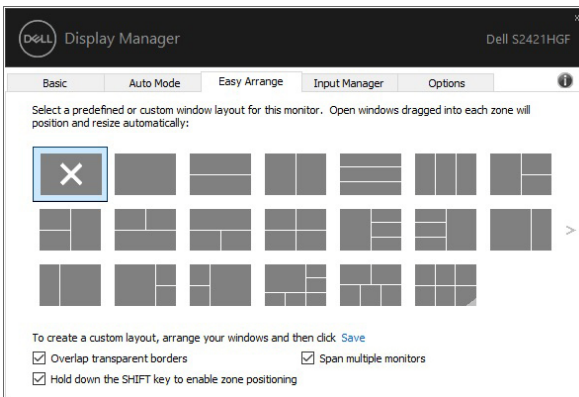 DELL Display Manager
Dell S2421HGF
Basic Auto Mode Easy Arrange Input Manager Options
Select a predefined or custom window layout for this monitor. Open windows dragged into each zone will
position and resize automatically:
To create a custom layout, arrange your windows and then click Save
Overlap transparent borders Span multiple monitors
Hold down the SHIFT key to enable zone positioning